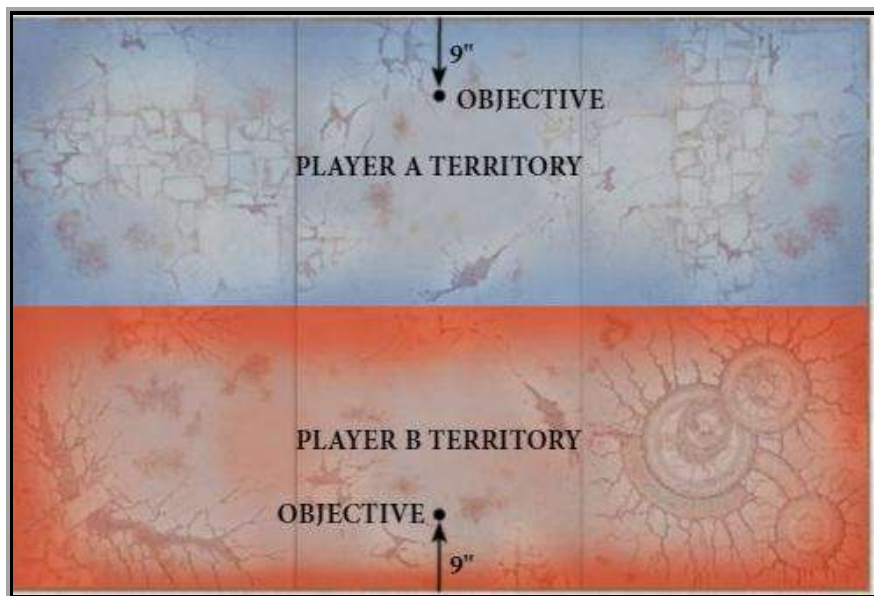 9"
OBJECTIVE
PLAYER A TERRITORY
PLAYER B TERRITORY
OBJECTIVE
9"